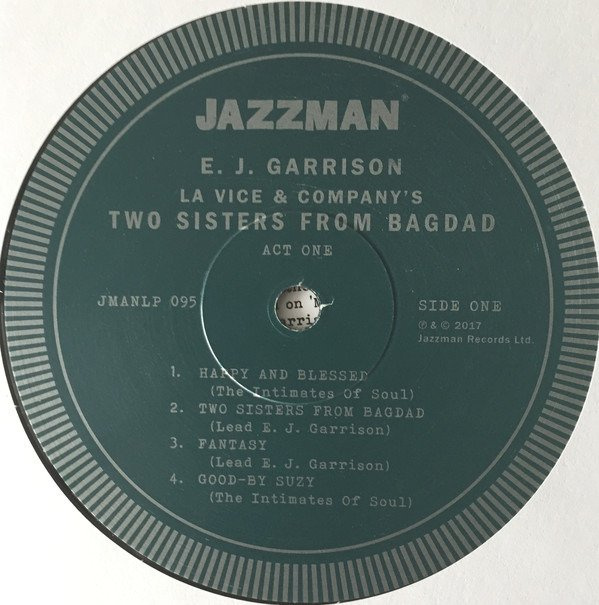 JAZZMAN®
E. J. GARRISON
LA VICE & COMPANY'S
TWO SISTERS FROM BAGDAD
ACT ONE
JMANLP 095
on
SIDE ONE
℗ & © 2017
Jazzman Records Ltd.
1. HAPPY AND BLESSED
(The Intimates Of Soul)
2. TWO SISTERS FROM BAGDAD
(Lead E. J. Garrison)
3. FANTASY
(Lead E. J. Garrison)
4. GOOD-BY SUZY
(The Intimates Of Soul)